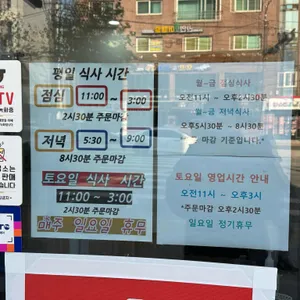 평일 식사 시간
점심 11:00 ~ 3:00
2시30분 주문마감
저녁 5:30 ~ 9:00
8시30분 주문마감
토요일 식사 시간
11:00 ~ 3:00
2시30분 주문마감
매주 일요일 휴무
월-금 점심식사
오전11시 ~ 오후2시30분
월-금 저녁식사
오후5시30분 ~ 8시30분
마감 기준입니다.*
토요일 영업시간 안내
오전11시 ~ 오후3시
*주문마감 오후2시30분
일요일 정기휴무
TV